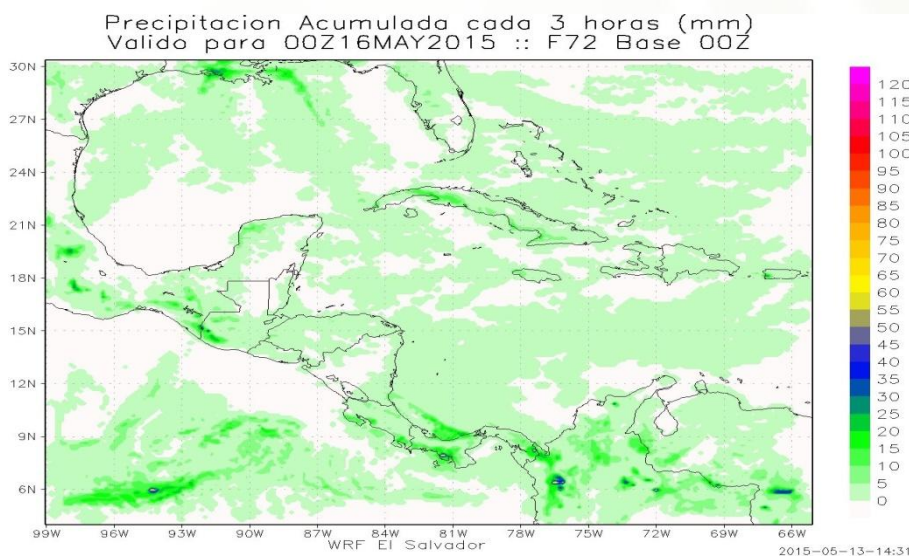 Precipitacion Acumulada cada 3 horas (mm)
Valido para 00Z16MAY2015 :: F72 Base 00Z
30N
27N
24N
21N
18N
15N
12N
9N
6N
99W 96W 93W 90W 87W 84W 81W 78W 75W 72W 69W 66W
120
115
110
105
100
95
90
85
80
75
70
65
60
55
50
45
40
35
30
25
20
15
10
5
0
WRF El Salvador
2015-05-13-14:31